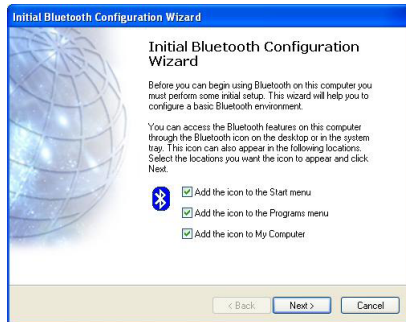 Initial Bluetooth Configuration Wizard
Initial Bluetooth Configuration
Wizard
Before you can begin using Bluetooth on this computer you
must perform some initial setup. This wizard will help you to
configure a basic Bluetooth environment.
You can access the Bluetooth features on this computer
through the Bluetooth icon on the desktop or in the system
tray. This icon can also appear in the following locations.
Select the locations you want the icon to appear and click
Next.
Add the icon to the Start menu
Add the icon to the Programs menu
Add the icon to My Computer
< Back
Next >
Cancel